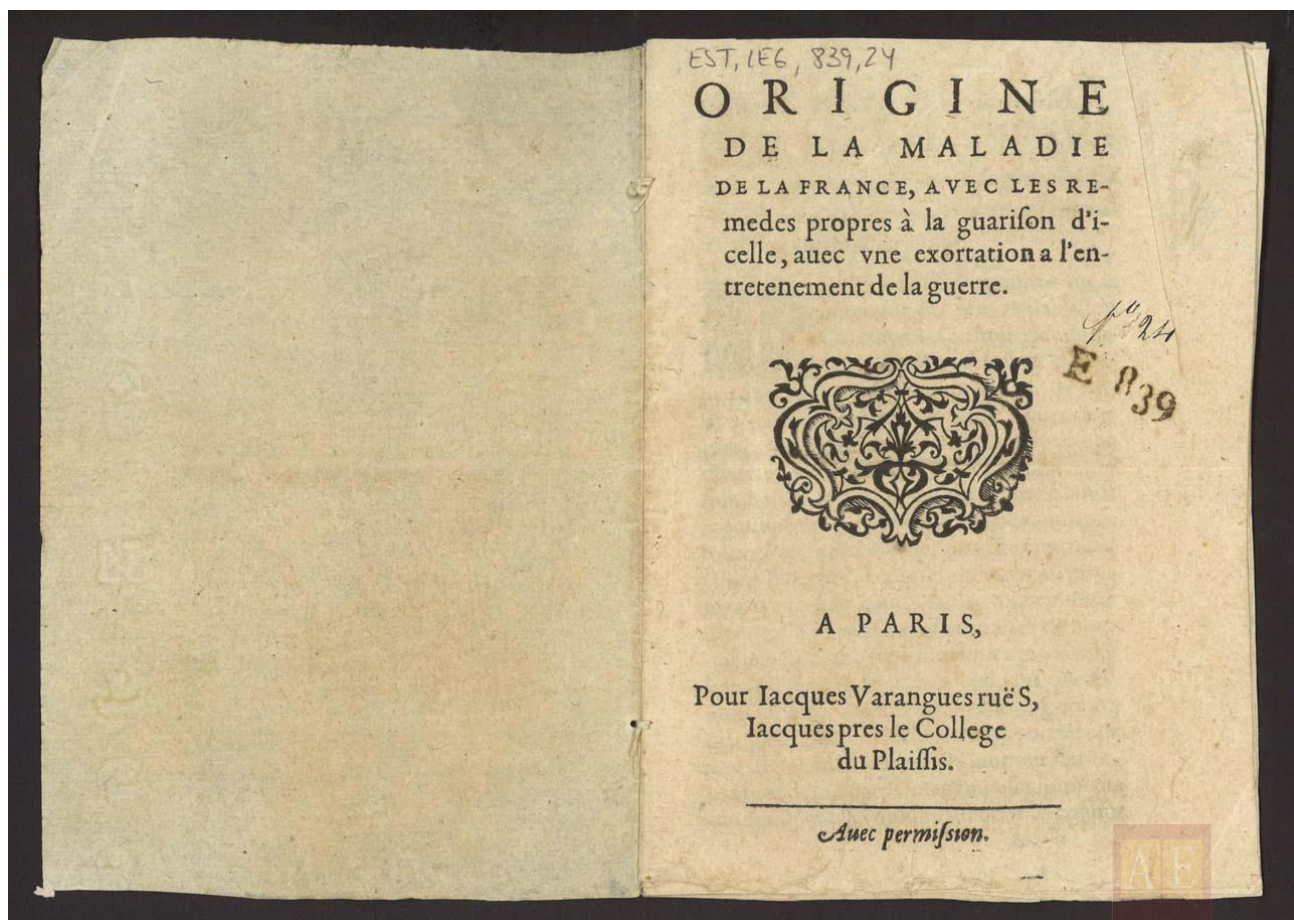 EST, LEG, 839,24
ORIGINE
DE LA MALADIE
DE LA FRANCE, AVEC LES RE-
medes propres à la guariſon d'i-
celle, auec vne exortation a l'en-
tretenement de la guerre.
Nº 24
E 839
A PARIS,
Pour Iacques Varangues ruë S,
Iacques pres le College
du Plaiſſis.
Auec permiſsion.
A E